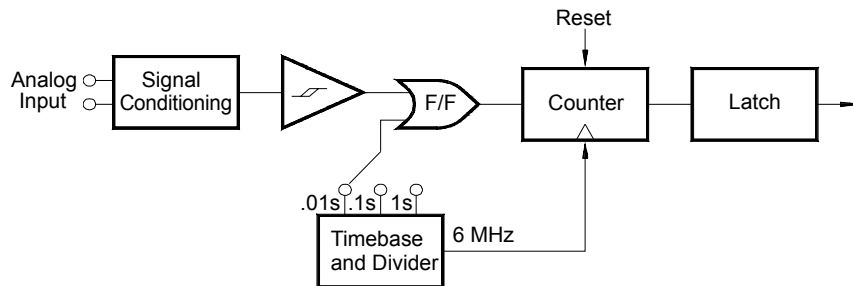 Reset
Analog
Input
Signal
Conditioning
F/F
Counter
Latch
.01s .1s 1s
Timebase
and Divider
6 MHz